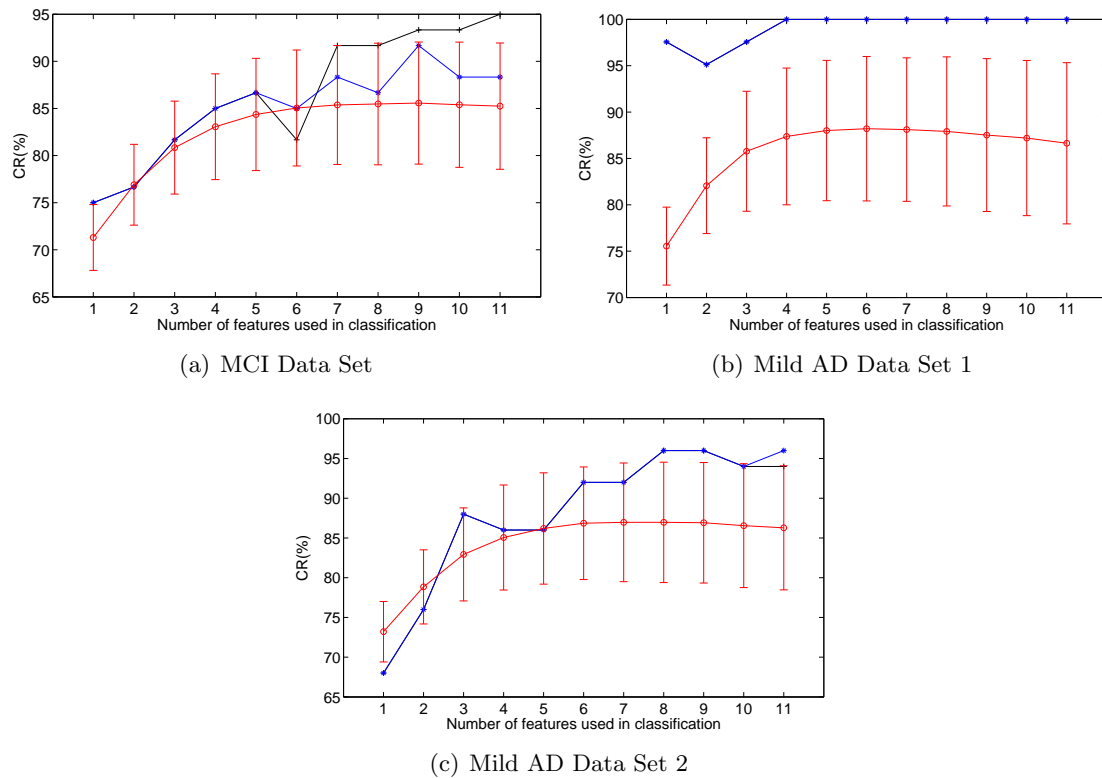 95
90
85
80
75
70
65
CR(%)
1 2 3 4 5 6 7 8 9 10 11
Number of features used in classification
(a) MCI Data Set
100
95
90
85
80
75
70
CR(%)
1 2 3 4 5 6 7 8 9 10 11
Number of features used in classification
(b) Mild AD Data Set 1
100
95
90
85
80
75
70
65
CR(%)
1 2 3 4 5 6 7 8 9 10 11
Number of features used in classification
(c) Mild AD Data Set 2